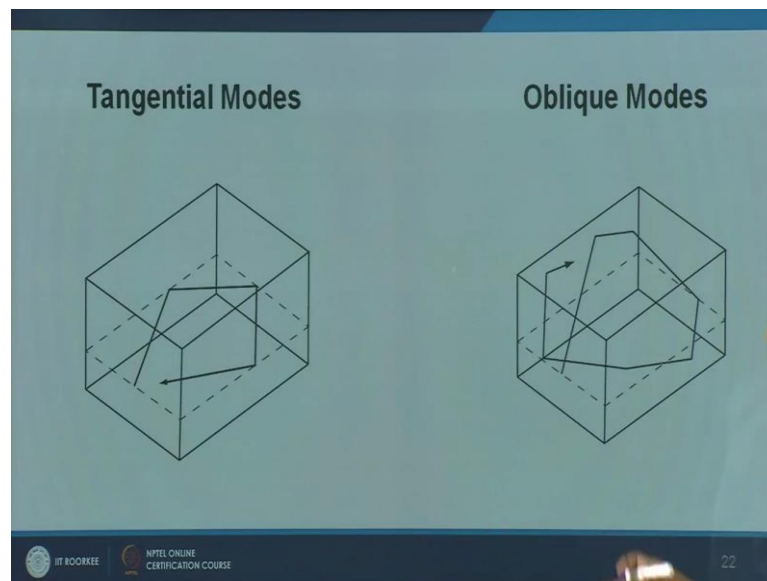 Tangential Modes
Oblique Modes
IIT ROORKEE
NPTEL ONLINE
CERTIFICATION COURSE
22